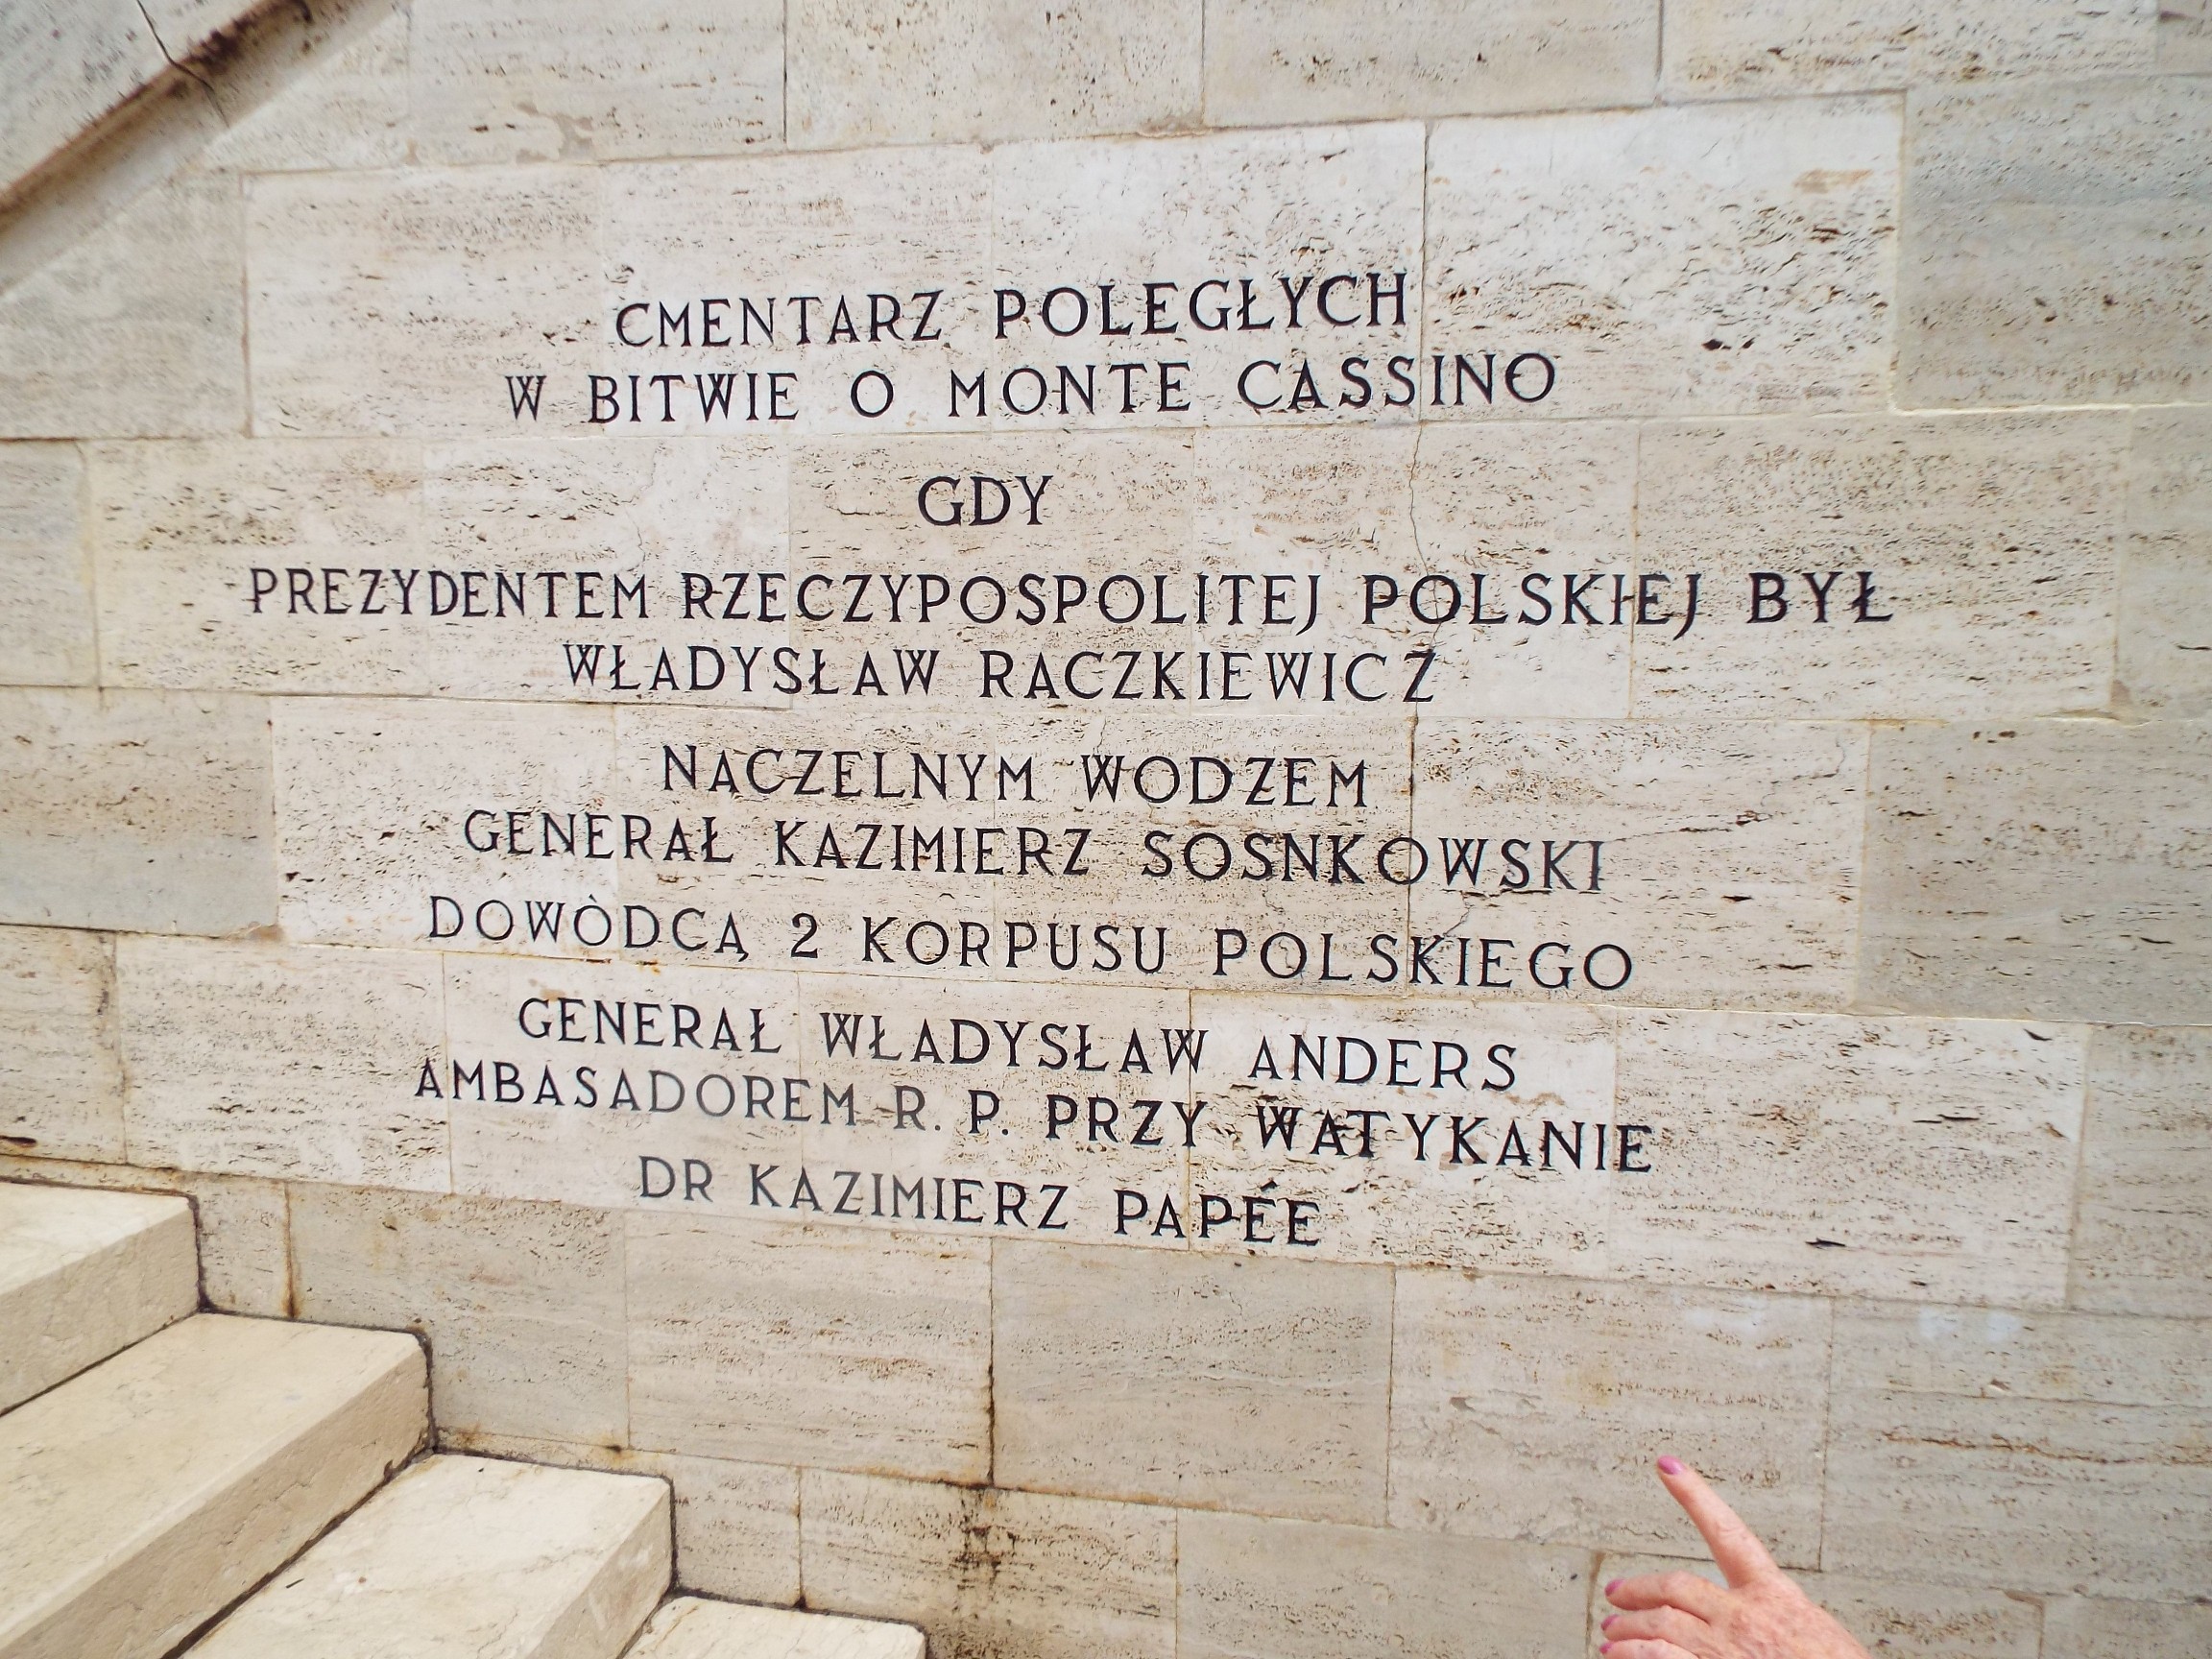 CMENTARZ POLEGŁYCH
W BITWIE O MONTE CASSINO
GDY
PREZYDENTEM RZECZYPOSPOLITEJ POLSKIEJ BYŁ
WŁADYSŁAW RACZKIEWICZ
NACZELNYM WODZEM
GENERAŁ KAZIMIERZ SOSNKOWSKI
DOWÒDCĄ 2 KORPUSU POLSKIEGO
GENERAŁ WŁADYSŁAW ANDERS
AMBASADOREM R. P. PRZY WATYKANIE
DR KAZIMIERZ PAPÉE